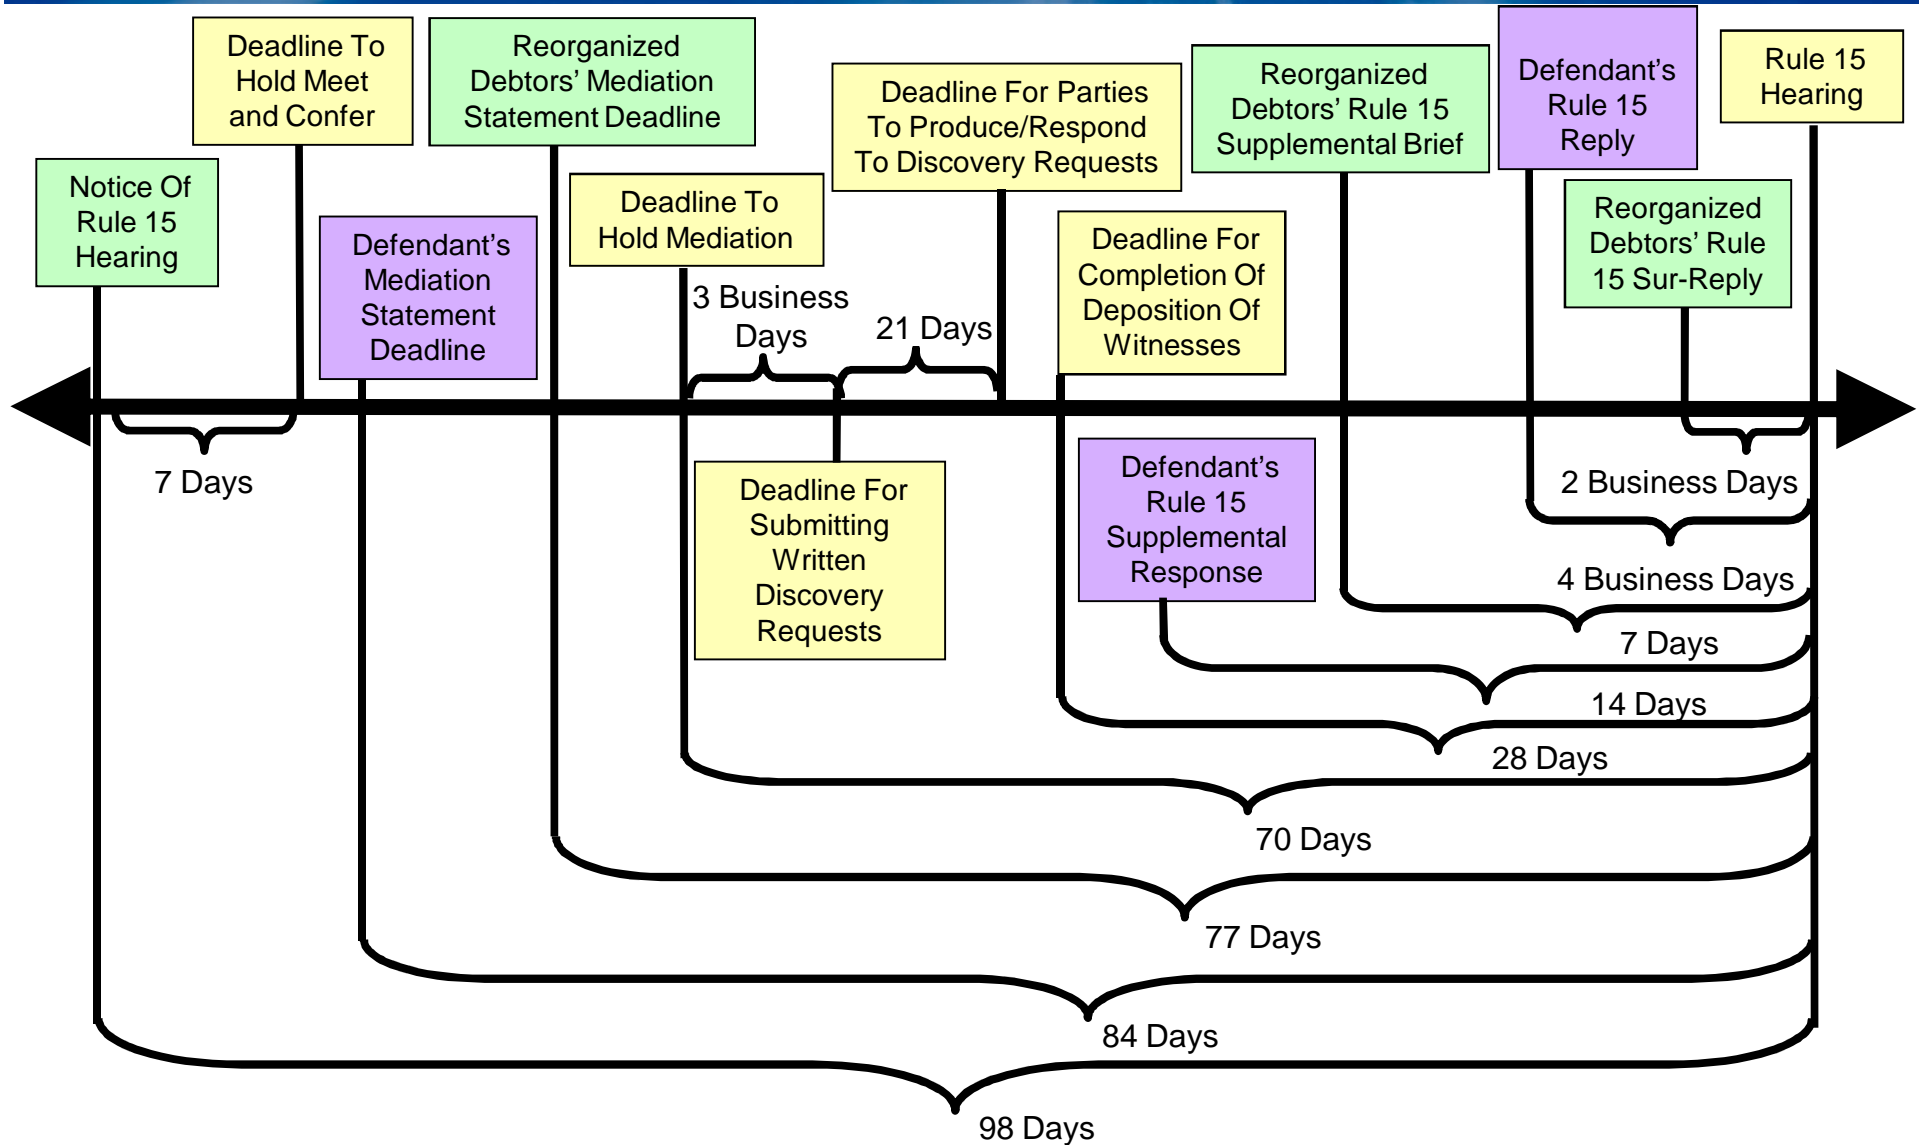 Deadline To
Hold Meet
and Confer
Reorganized
Debtors’ Mediation
Statement Deadline
Deadline For Parties
To Produce/Respond
To Discovery Requests
Reorganized
Debtors’ Rule 15
Supplemental Brief
Defendant’s
Rule 15
Reply
Rule 15
Hearing
Notice Of
Rule 15
Hearing
Defendant’s
Mediation
Statement
Deadline
Deadline To
Hold Mediation
Deadline For
Completion Of
Deposition Of
Witnesses
Reorganized
Debtors’ Rule
15 Sur-Reply
3 Business
Days
21 Days
7 Days
Deadline For
Submitting
Written
Discovery
Requests
Defendant’s
Rule 15
Supplemental
Response
2 Business Days
4 Business Days
7 Days
14 Days
28 Days
70 Days
77 Days
84 Days
98 Days